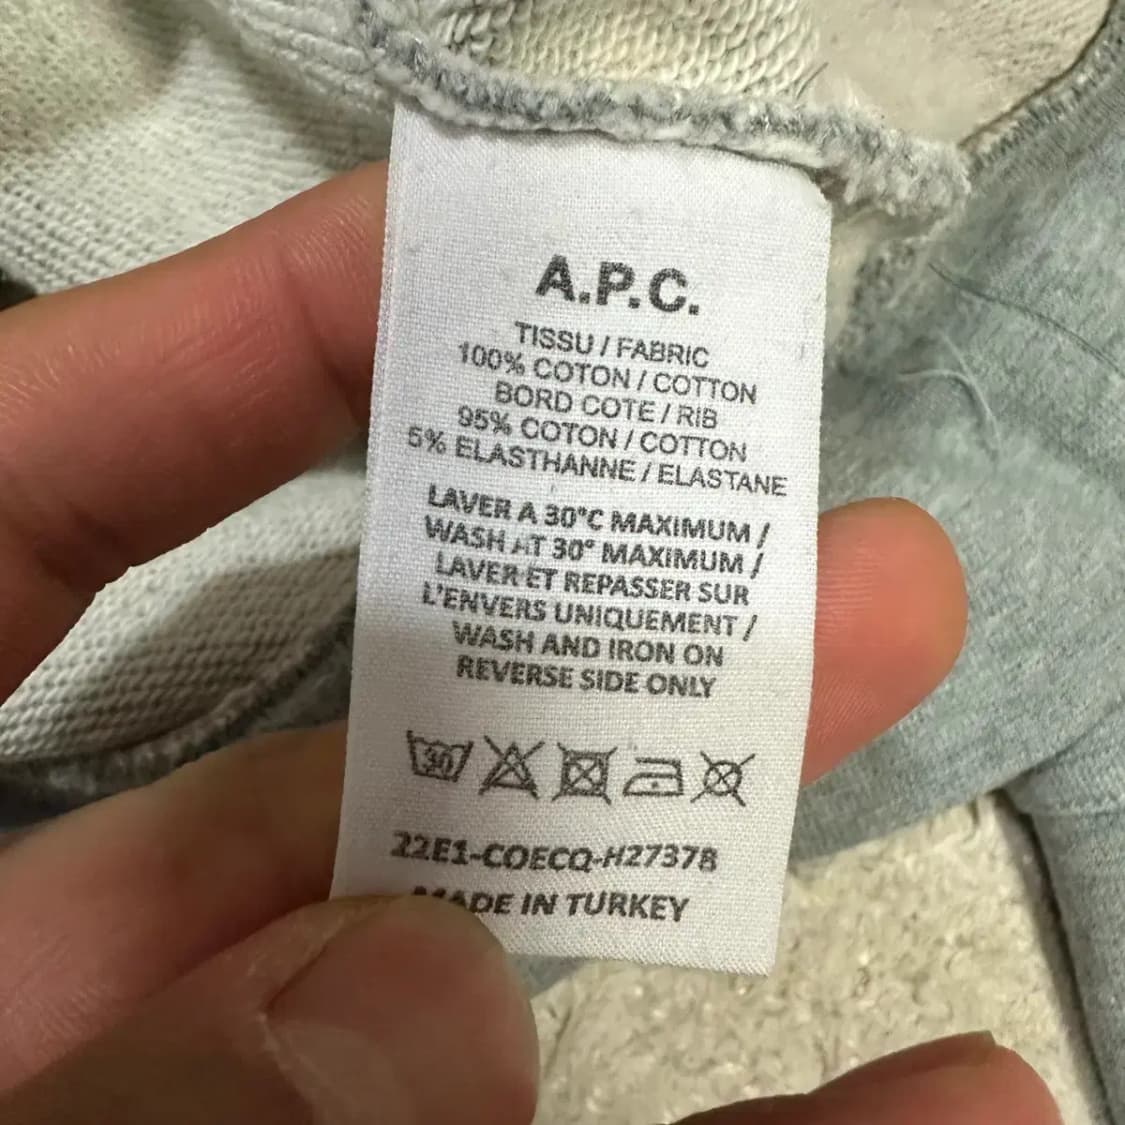 A.P.C.
TISSU / FABRIC
100% COTON / COTTON
BORD COTE / RIB
95% COTON / COTTON
5% ELASTHANNE / ELASTANE
LAVER A 30°C MAXIMUM /
WASH AT 30° MAXIMUM /
LAVER ET REPASSER SUR
L'ENVERS UNIQUEMENT /
WASH AND IRON ON
REVERSE SIDE ONLY
30
22E1-COECQ-H27378
MADE IN TURKEY